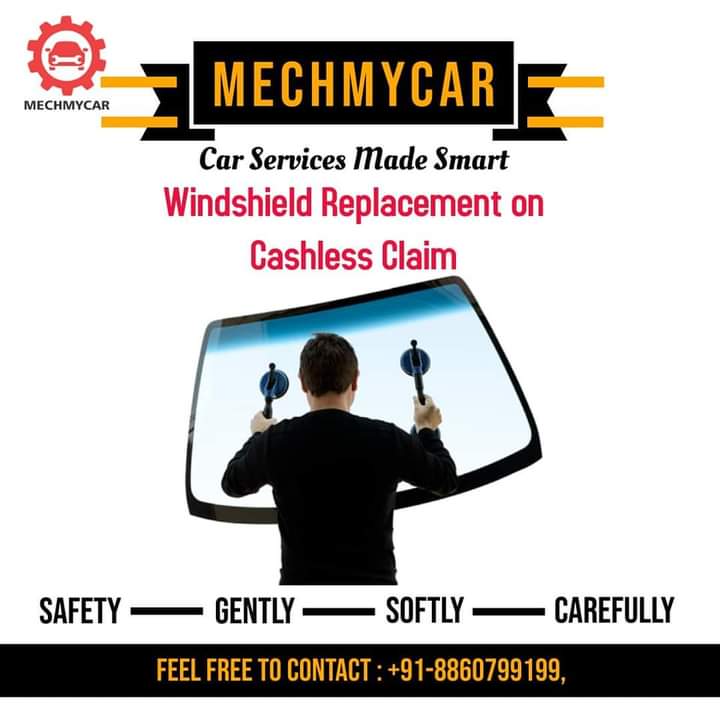 MECHMYCAR
MECHMYCAR
Car Services Made Smart
Windshield Replacement on
Cashless Claim
SAFETY GENTLY SOFTLY CAREFULLY
FEEL FREE TO CONTACT : +91-8860799199,